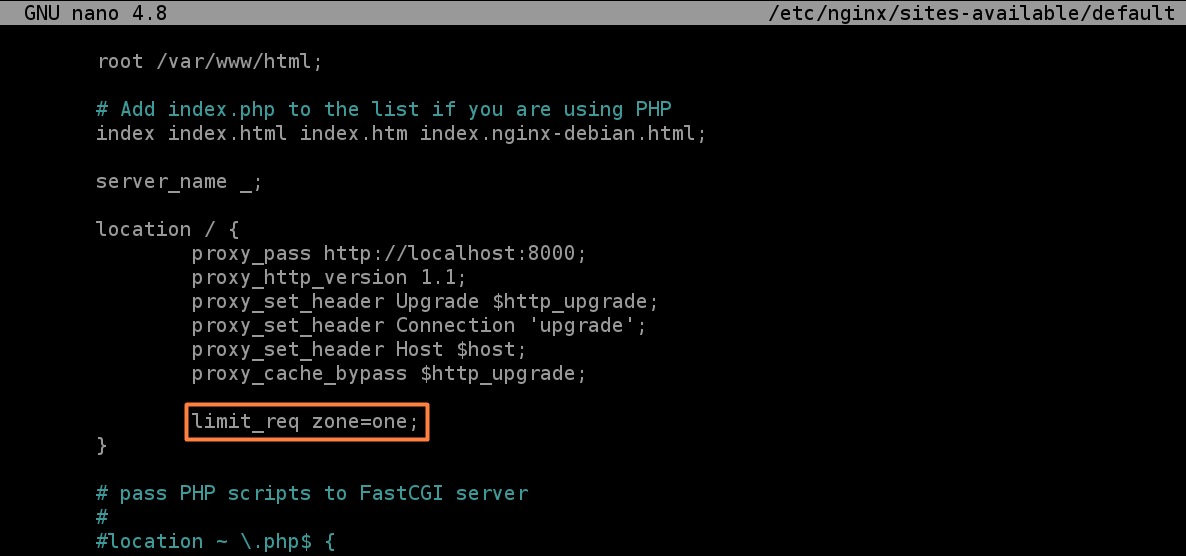 GNU nano 4.8 /etc/nginx/sites-available/default
root /var/www/html;
# Add index.php to the list if you are using PHP
index index.html index.htm index.nginx-debian.html;
server_name _;
location / {
proxy_pass http://localhost:8000;
proxy_http_version 1.1;
proxy_set_header Upgrade $http_upgrade;
proxy_set_header Connection 'upgrade';
proxy_set_header Host $host;
proxy_cache_bypass $http_upgrade;
limit_req zone=one;
}
# pass PHP scripts to FastCGI server
#
#location ~ \.php$ {